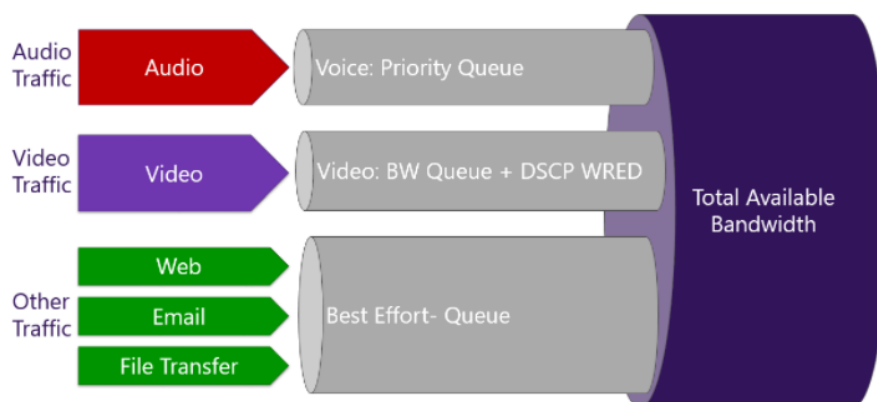 Audio
Traffic
Audio
Voice: Priority Queue
Video
Traffic
Video
Video: BW Queue + DSCP WRED
Total Available
Bandwidth
Other
Traffic
Web
Email
File Transfer
Best Effort- Queue